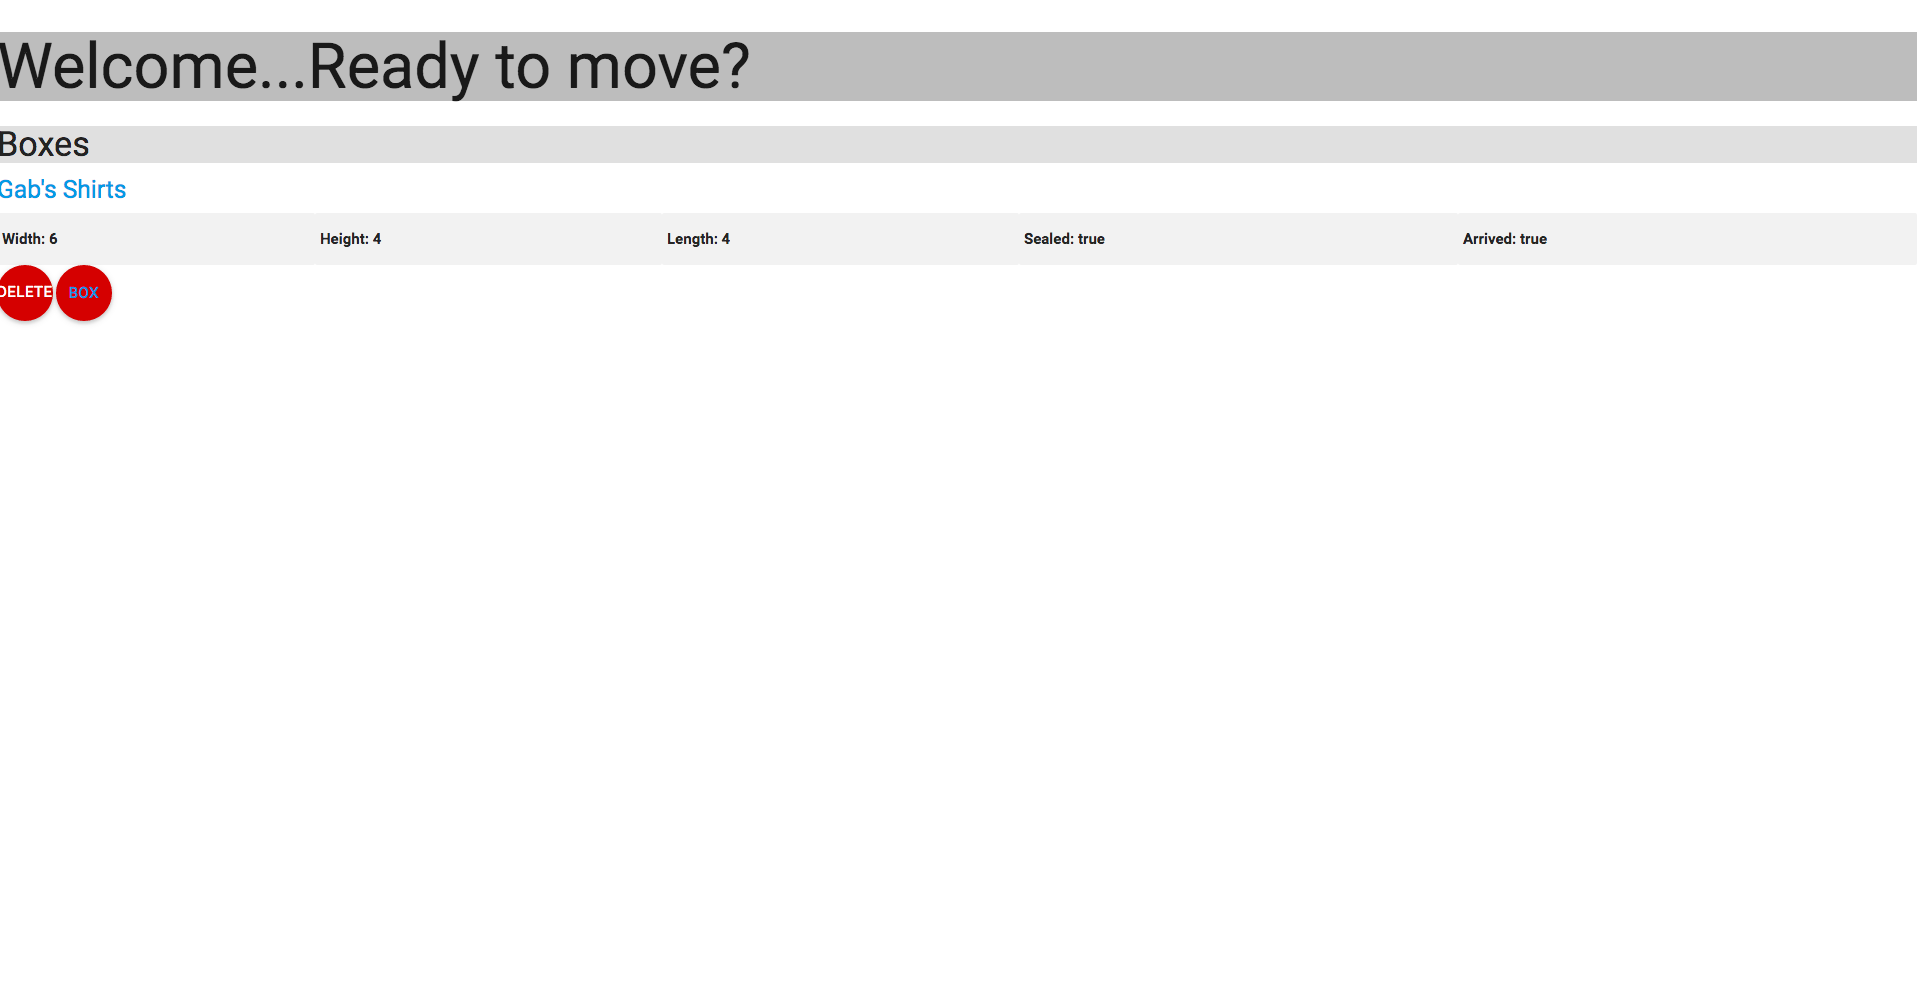 Welcome...Ready to move?
Boxes
Gab's Shirts
Width: 6 Height: 4 Length: 4 Sealed: true Arrived: true
DELETE BOX